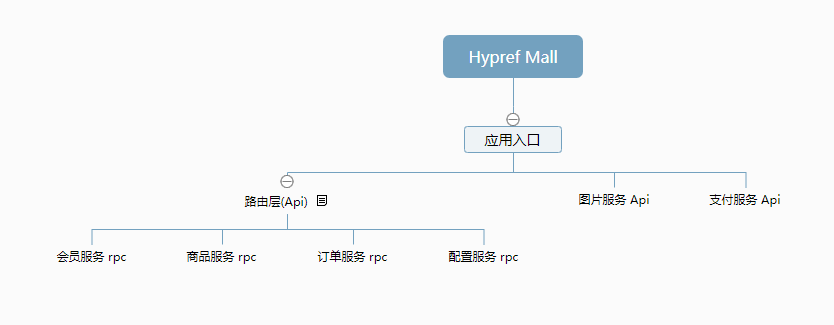 Hypref Mall
应用入口
路由层(Api)
图片服务 Api
支付服务 Api
会员服务 rpc
商品服务 rpc
订单服务 rpc
配置服务 rpc